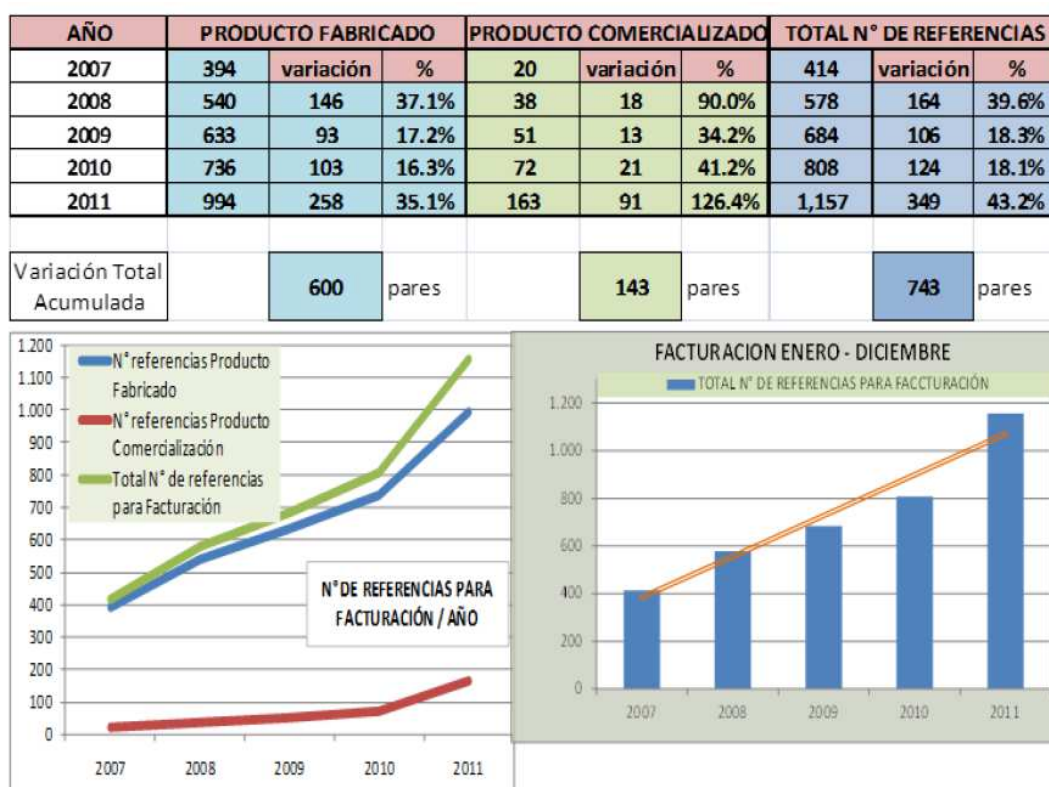 AÑO PRODUCTO FABRICADO PRODUCTO COMERCIALIZADO TOTAL N° DE REFERENCIAS
2007 394 variación % 20 variación % 414 variación %
2008 540 146 37.1% 38 18 90.0% 578 164 39.6%
2009 633 93 17.2% 51 13 34.2% 684 106 18.3%
2010 736 103 16.3% 72 21 41.2% 808 124 18.1%
2011 994 258 35.1% 163 91 126.4% 1,157 349 43.2%
Variación Total
Acumulada
600 pares 143 pares 743 pares
1.200
1.100
1.000
900
800
700
600
500
400
300
200
100
0
N° referencias Producto
Fabricado
N° referencias Producto
Comercialización
Total N° de referencias
para Facturación
N° DE REFERENCIAS PARA
FACTURACIÓN / AÑO
2007 2008 2009 2010 2011
FACTURACION ENERO - DICIEMBRE
TOTAL N° DE REFERENCIAS PARA FACCTURACIÓN
1.200
1.000
800
600
400
200
0
2007 2008 2009 2010 2011